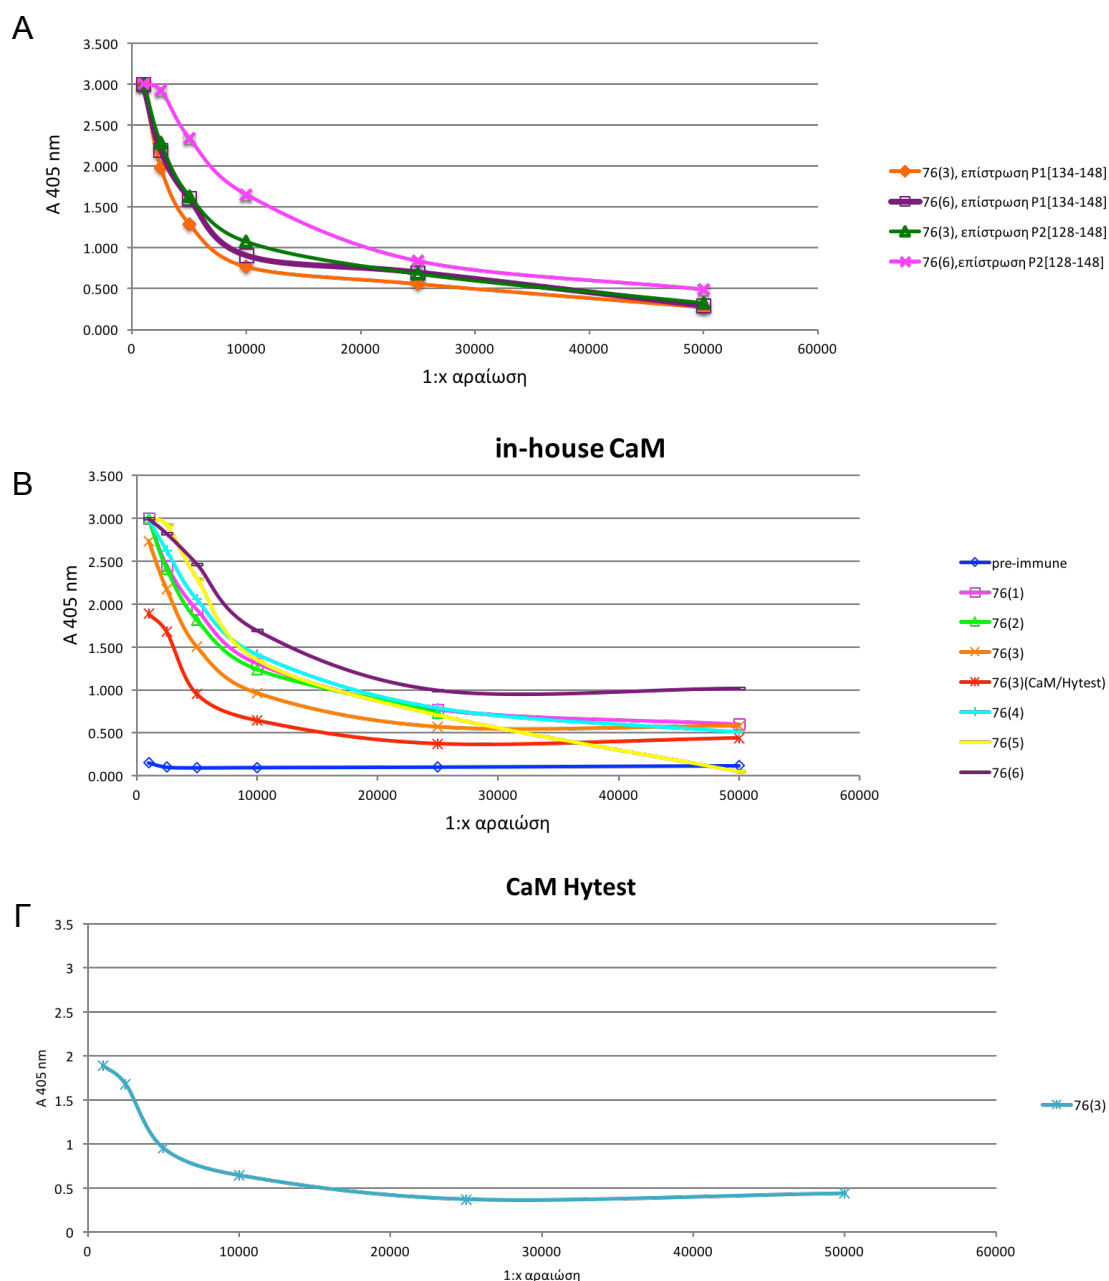 A
3.500
3.000
2.500
2.000
1.500
1.000
0.500
0.000
A 405 nm
0 10000 20000 30000 40000 50000 60000
1:x αραίωση
76(3), επίστρωση P1[134-148]
76(6), επίστρωση P1[134-148]
76(3), επίστρωση P2[128-148]
76(6),επίστρωση P2[128-148]
B
in-house CaM
3.500
3.000
2.500
2.000
1.500
1.000
0.500
0.000
A 405 nm
0 10000 20000 30000 40000 50000 60000
1:x αραιώση
pre-immune
76(1)
76(2)
76(3)
76(3)(CaM/Hytest)
76(4)
76(5)
76(6)
Γ
CaM Hytest
3.5
3
2.5
2
1.5
1
0.5
0
A 405 nm
0 10000 20000 30000 40000 50000 60000
1:x αραιώση
76(3)